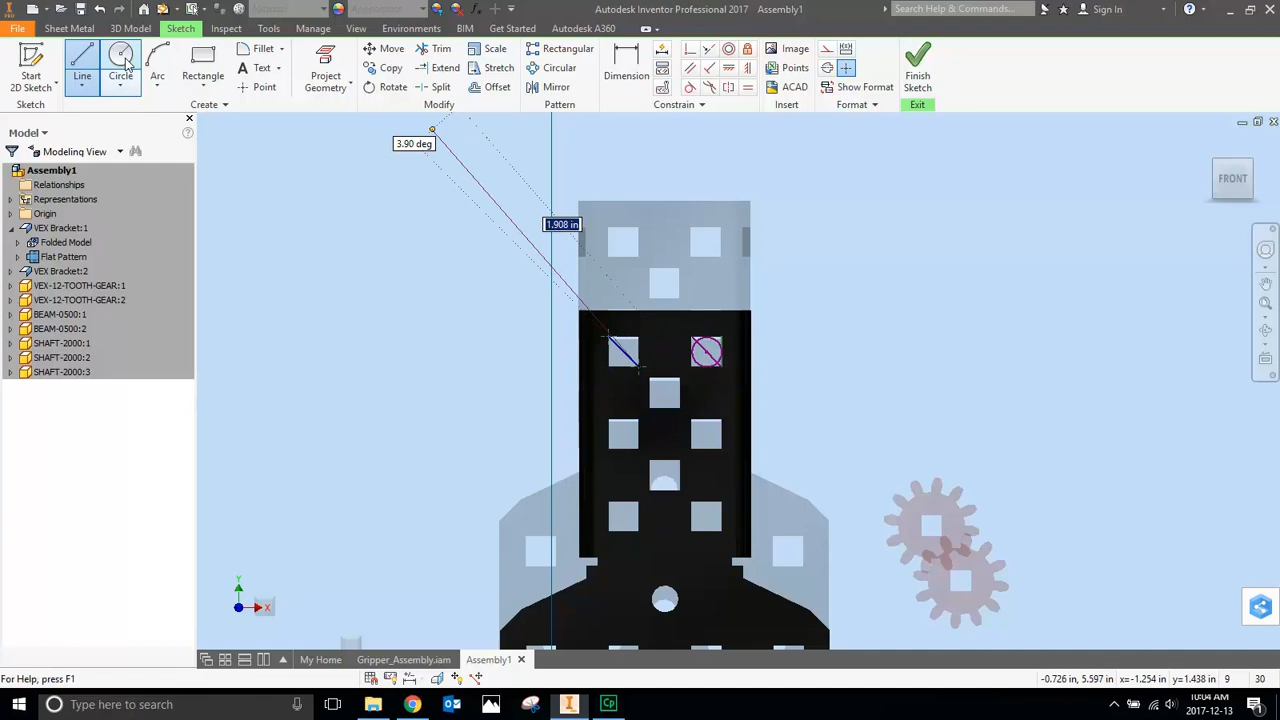 Autodesk Inventor Professional 2017 Assembly1
Search Help & Commands...
Sign In
File Sheet Metal 3D Model Sketch Inspect Assemble Tools Manage View Environments BIM Get Started Autodesk A360
Start
2D Sketch
Line
Circle
Arc
Rectangle
Fillet
Text
Point
Project
Geometry
Move
Copy
Rotate
Trim
Extend
Split
Scale
Stretch
Offset
Rectangular
Circular
Mirror
Dimension
Image
Points
ACAD
Show Format
Finish
Sketch
Sketch Create Modify Pattern Constrain Insert Format Exit
Model
Modeling View
Assembly1
Relationships
Representations
Origin
VEX Bracket:1
Folded Model
Flat Pattern
VEX Bracket:2
VEX-12-TOOTH-GEAR:1
VEX-12-TOOTH-GEAR:2
BEAM-0500:1
BEAM-0500:2
SHAFT-2000:1
SHAFT-2000:2
SHAFT-2000:3
3.90 deg
1.908 in
FRONT
Y
X
My Home Gripper_Assembly.iam Assembly1
For Help, press F1
-0.726 in, 5.597 in x=-1.254 in y=1.438 in 9 30
Type here to search
Cp
10:04 AM
2017-12-13